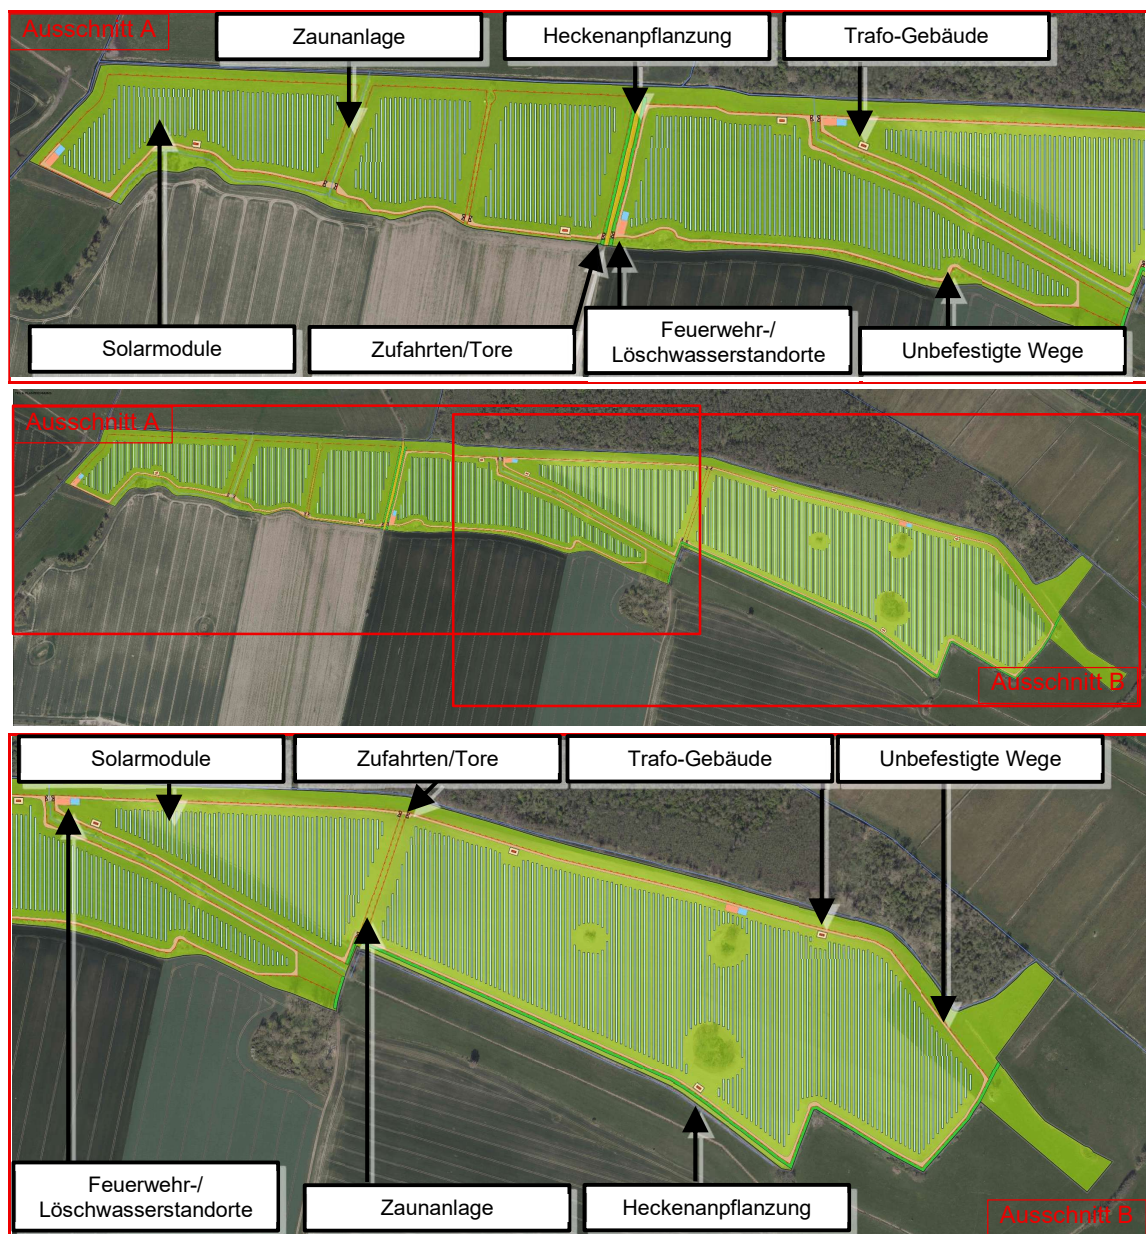 Ausschnitt A
Zaunanlage
Heckenanpflanzung
Trafo-Gebäude
Solarmodule
Zufahrten/Tore
Feuerwehr-/
Löschwasserstandorte
Unbefestigte Wege
Ausschnitt A
Ausschnitt B
Solarmodule
Zufahrten/Tore
Trafo-Gebäude
Unbefestigte Wege
Feuerwehr-/
Löschwasserstandorte
Zaunanlage
Heckenanpflanzung
Ausschnitt B